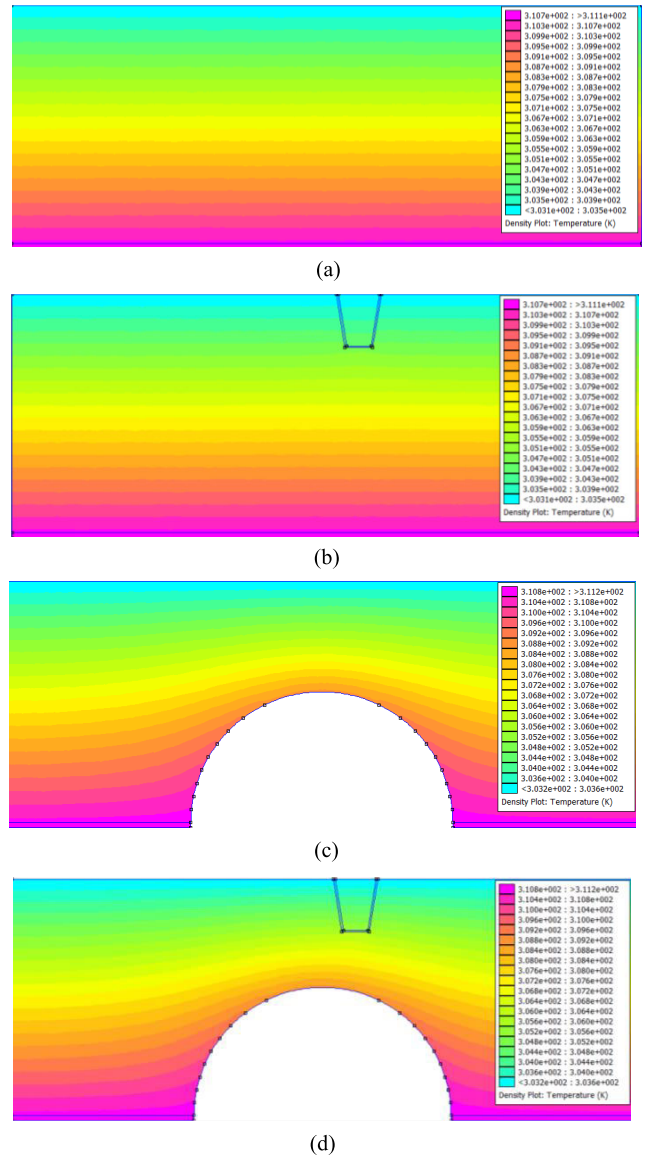 3.107e+002 : >3.111e+002
3.103e+002 : 3.107e+002
3.099e+002 : 3.103e+002
3.095e+002 : 3.099e+002
3.091e+002 : 3.095e+002
3.087e+002 : 3.091e+002
3.083e+002 : 3.087e+002
3.079e+002 : 3.083e+002
3.075e+002 : 3.079e+002
3.071e+002 : 3.075e+002
3.067e+002 : 3.071e+002
3.063e+002 : 3.067e+002
3.059e+002 : 3.063e+002
3.055e+002 : 3.059e+002
3.051e+002 : 3.055e+002
3.047e+002 : 3.051e+002
3.043e+002 : 3.047e+002
3.039e+002 : 3.043e+002
3.035e+002 : 3.039e+002
<3.031e+002 : 3.035e+002
Density Plot: Temperature (K)
(a)
3.107e+002 : >3.111e+002
3.103e+002 : 3.107e+002
3.099e+002 : 3.103e+002
3.095e+002 : 3.099e+002
3.091e+002 : 3.095e+002
3.087e+002 : 3.091e+002
3.083e+002 : 3.087e+002
3.079e+002 : 3.083e+002
3.075e+002 : 3.079e+002
3.071e+002 : 3.075e+002
3.067e+002 : 3.071e+002
3.063e+002 : 3.067e+002
3.059e+002 : 3.063e+002
3.055e+002 : 3.059e+002
3.051e+002 : 3.055e+002
3.047e+002 : 3.051e+002
3.043e+002 : 3.047e+002
3.039e+002 : 3.043e+002
3.035e+002 : 3.039e+002
<3.031e+002 : 3.035e+002
Density Plot: Temperature (K)
(b)
3.108e+002 : >3.112e+002
3.104e+002 : 3.108e+002
3.100e+002 : 3.104e+002
3.096e+002 : 3.100e+002
3.092e+002 : 3.096e+002
3.088e+002 : 3.092e+002
3.084e+002 : 3.088e+002
3.080e+002 : 3.084e+002
3.076e+002 : 3.080e+002
3.072e+002 : 3.076e+002
3.068e+002 : 3.072e+002
3.064e+002 : 3.068e+002
3.060e+002 : 3.064e+002
3.056e+002 : 3.060e+002
3.052e+002 : 3.056e+002
3.048e+002 : 3.052e+002
3.044e+002 : 3.048e+002
3.040e+002 : 3.044e+002
3.036e+002 : 3.040e+002
<3.032e+002 : 3.036e+002
Density Plot: Temperature (K)
(c)
3.108e+002 : >3.112e+002
3.104e+002 : 3.108e+002
3.100e+002 : 3.104e+002
3.096e+002 : 3.100e+002
3.092e+002 : 3.096e+002
3.088e+002 : 3.092e+002
3.084e+002 : 3.088e+002
3.080e+002 : 3.084e+002
3.076e+002 : 3.080e+002
3.072e+002 : 3.076e+002
3.068e+002 : 3.072e+002
3.064e+002 : 3.068e+002
3.060e+002 : 3.064e+002
3.056e+002 : 3.060e+002
3.052e+002 : 3.056e+002
3.048e+002 : 3.052e+002
3.044e+002 : 3.048e+002
3.040e+002 : 3.044e+002
3.036e+002 : 3.040e+002
<3.032e+002 : 3.036e+002
Density Plot: Temperature (K)
(d)